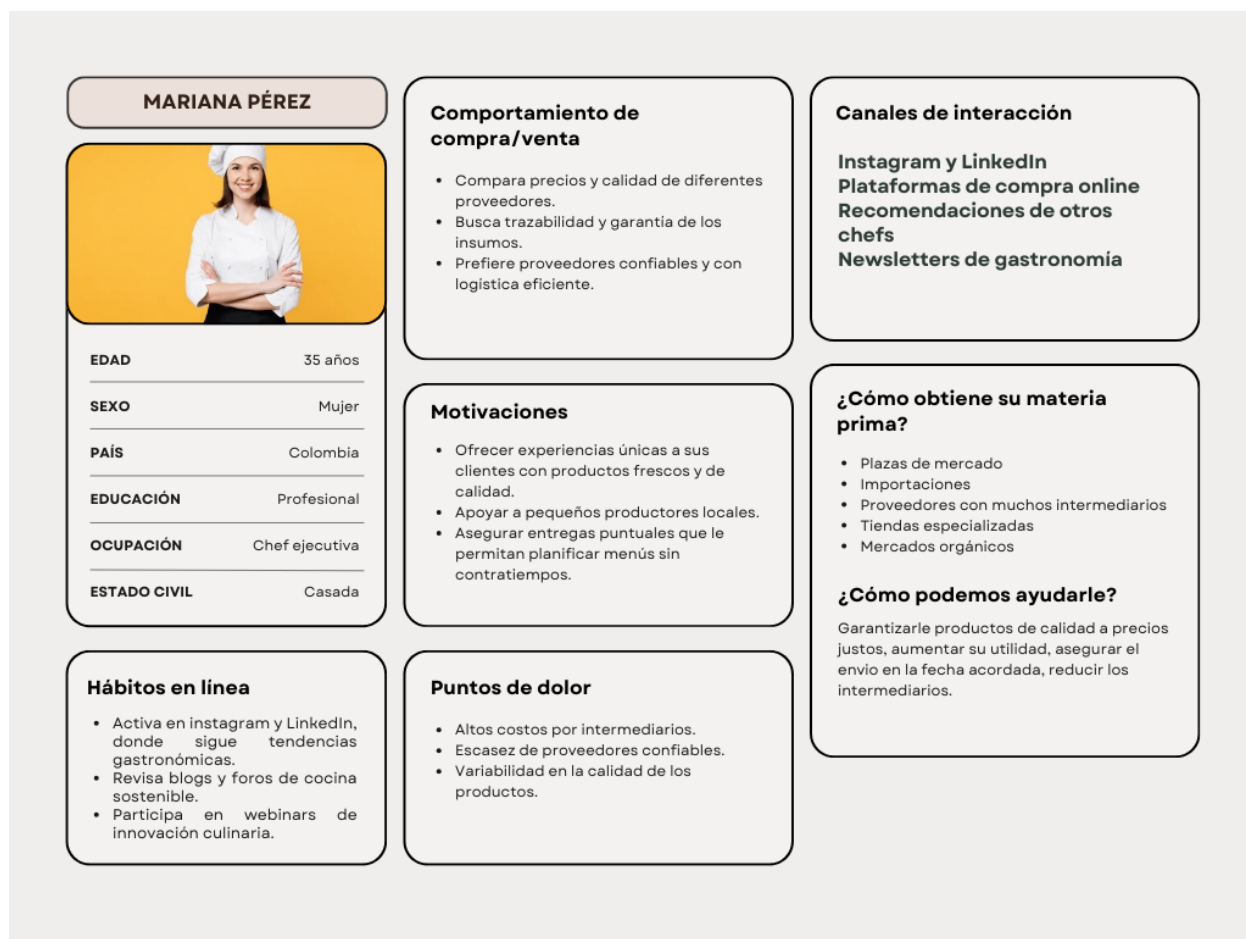 MARIANA PÉREZ
EDAD 35 años
SEXO Mujer
PAÍS Colombia
EDUCACIÓN Profesional
OCUPACIÓN Chef ejecutiva
ESTADO CIVIL Casada
Hábitos en línea
• Activa en instagram y LinkedIn,
donde sigue tendencias
gastronómicas.
• Revisa blogs y foros de cocina
sostenible.
• Participa en webinars de
innovación culinaria.
Comportamiento de
compra/venta
• Compara precios y calidad de diferentes
proveedores.
• Busca trazabilidad y garantía de los
insumos.
• Prefiere proveedores confiables y con
logística eficiente.
Motivaciones
• Ofrecer experiencias únicas a sus
clientes con productos frescos y de
calidad.
• Apoyar a pequeños productores locales.
• Asegurar entregas puntuales que le
permitan planificar menús sin
contratiempos.
Puntos de dolor
• Altos costos por intermediarios.
• Escasez de proveedores confiables.
• Variabilidad en la calidad de los
productos.
Canales de interacción
Instagram y LinkedIn
Plataformas de compra online
Recomendaciones de otros
chefs
Newsletters de gastronomía
¿Cómo obtiene su materia
prima?
• Plazas de mercado
• Importaciones
• Proveedores con muchos intermediarios
• Tiendas especializadas
• Mercados orgánicos
¿Cómo podemos ayudarle?
Garantizarle productos de calidad a precios
justos, aumentar su utilidad, asegurar el
envio en la fecha acordada, reducir los
intermediarios.